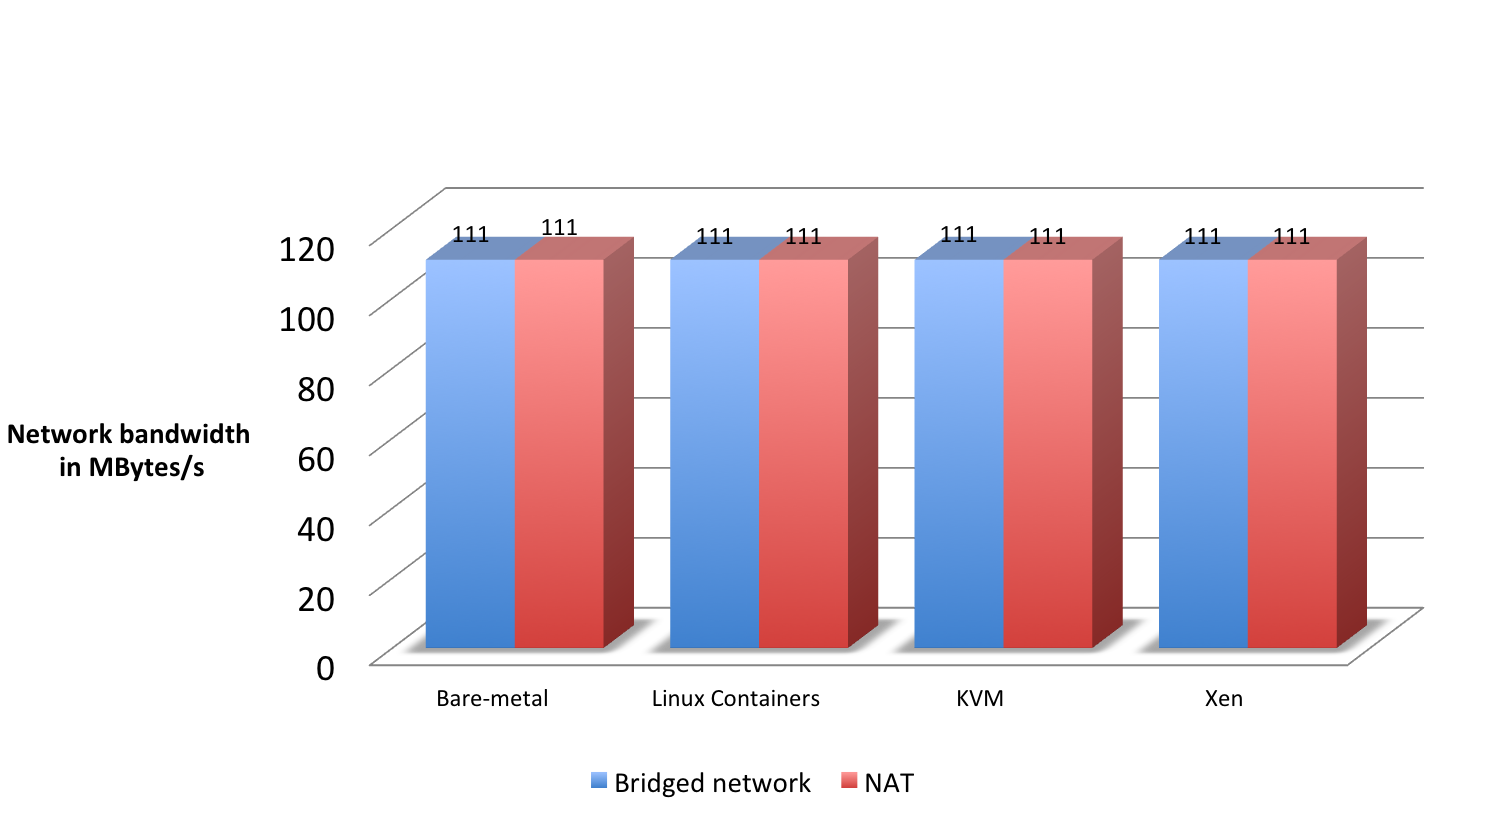 111 111 111 111 111 111 111 111
120
100
80
60
40
20
0
Network bandwidth
in MBytes/s
Bare-metal Linux Containers KVM Xen
Bridged network NAT